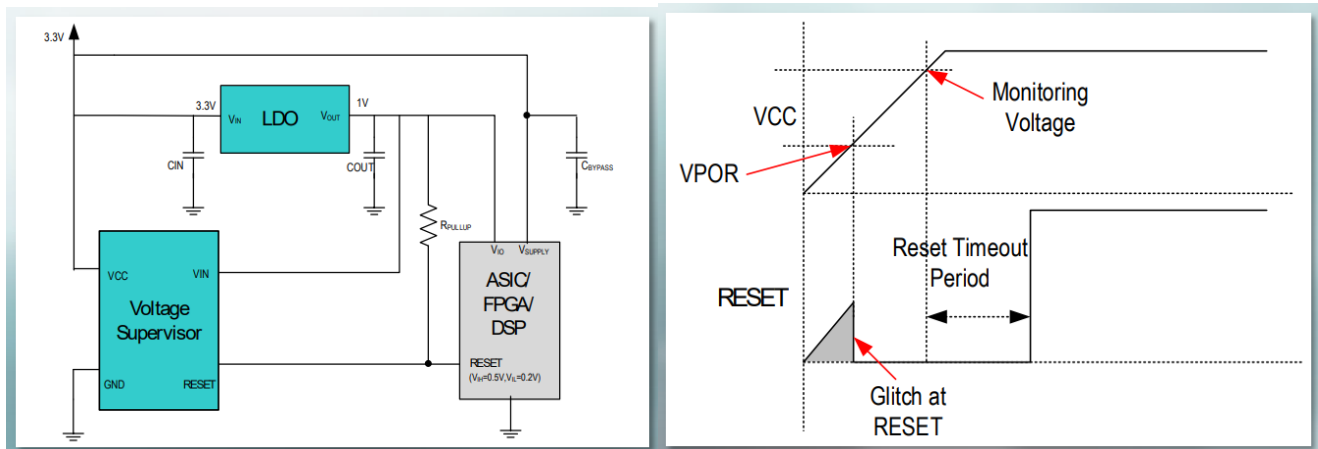 3.3V
3.3V
VIN
LDO
VOUT
1V
CIN
COUT
CBYPASS
RPULLUP
VIO
VSUPPLY
VCC
VIN
Voltage
Supervisor
GND
RESET
ASIC/
FPGA/
DSP
RESET
(VIH=0.5V,VIL=0.2V)
VCC
Monitoring
Voltage
VPOR
Reset Timeout
Period
RESET
Glitch at
RESET